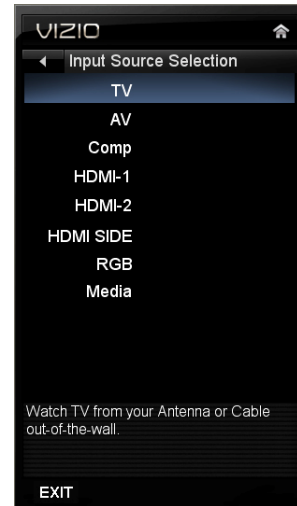 VIZIO
Input Source Selection
TV
AV
Comp
HDMI-1
HDMI-2
HDMI SIDE
RGB
Media
Watch TV from your Antenna or Cable
out-of-the-wall.
EXIT